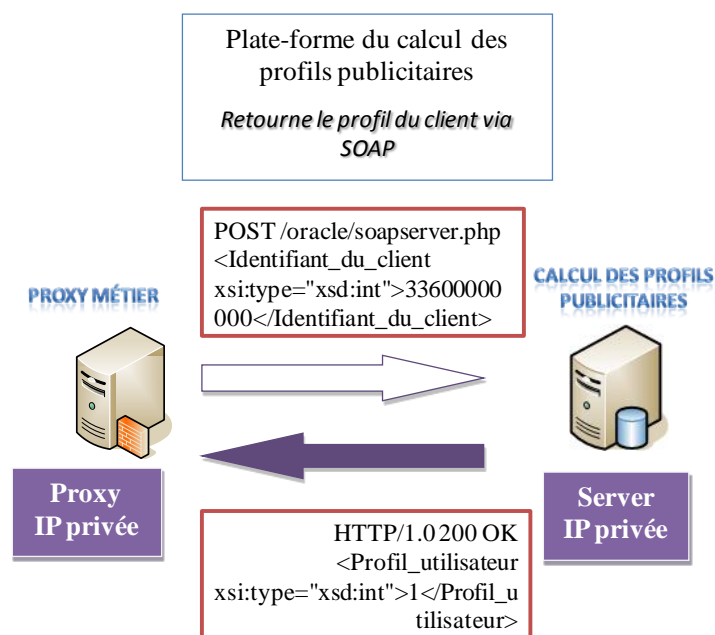 Plate-forme du calcul des
profils publicitaires
Retourne le profil du client via
SOAP
POST /oracle/soapserver.php
<Identifiant_du_client
xsi:type="xsd:int">33600000
000</Identifiant_du_client>
PROXY MÉTIER
CALCUL DES PROFILS
PUBLICITAIRES
Proxy
IP privée
Server
IP privée
HTTP/1.0 200 OK
<Profil_utilisateur
xsi:type="xsd:int">1</Profil_u
tilisateur>